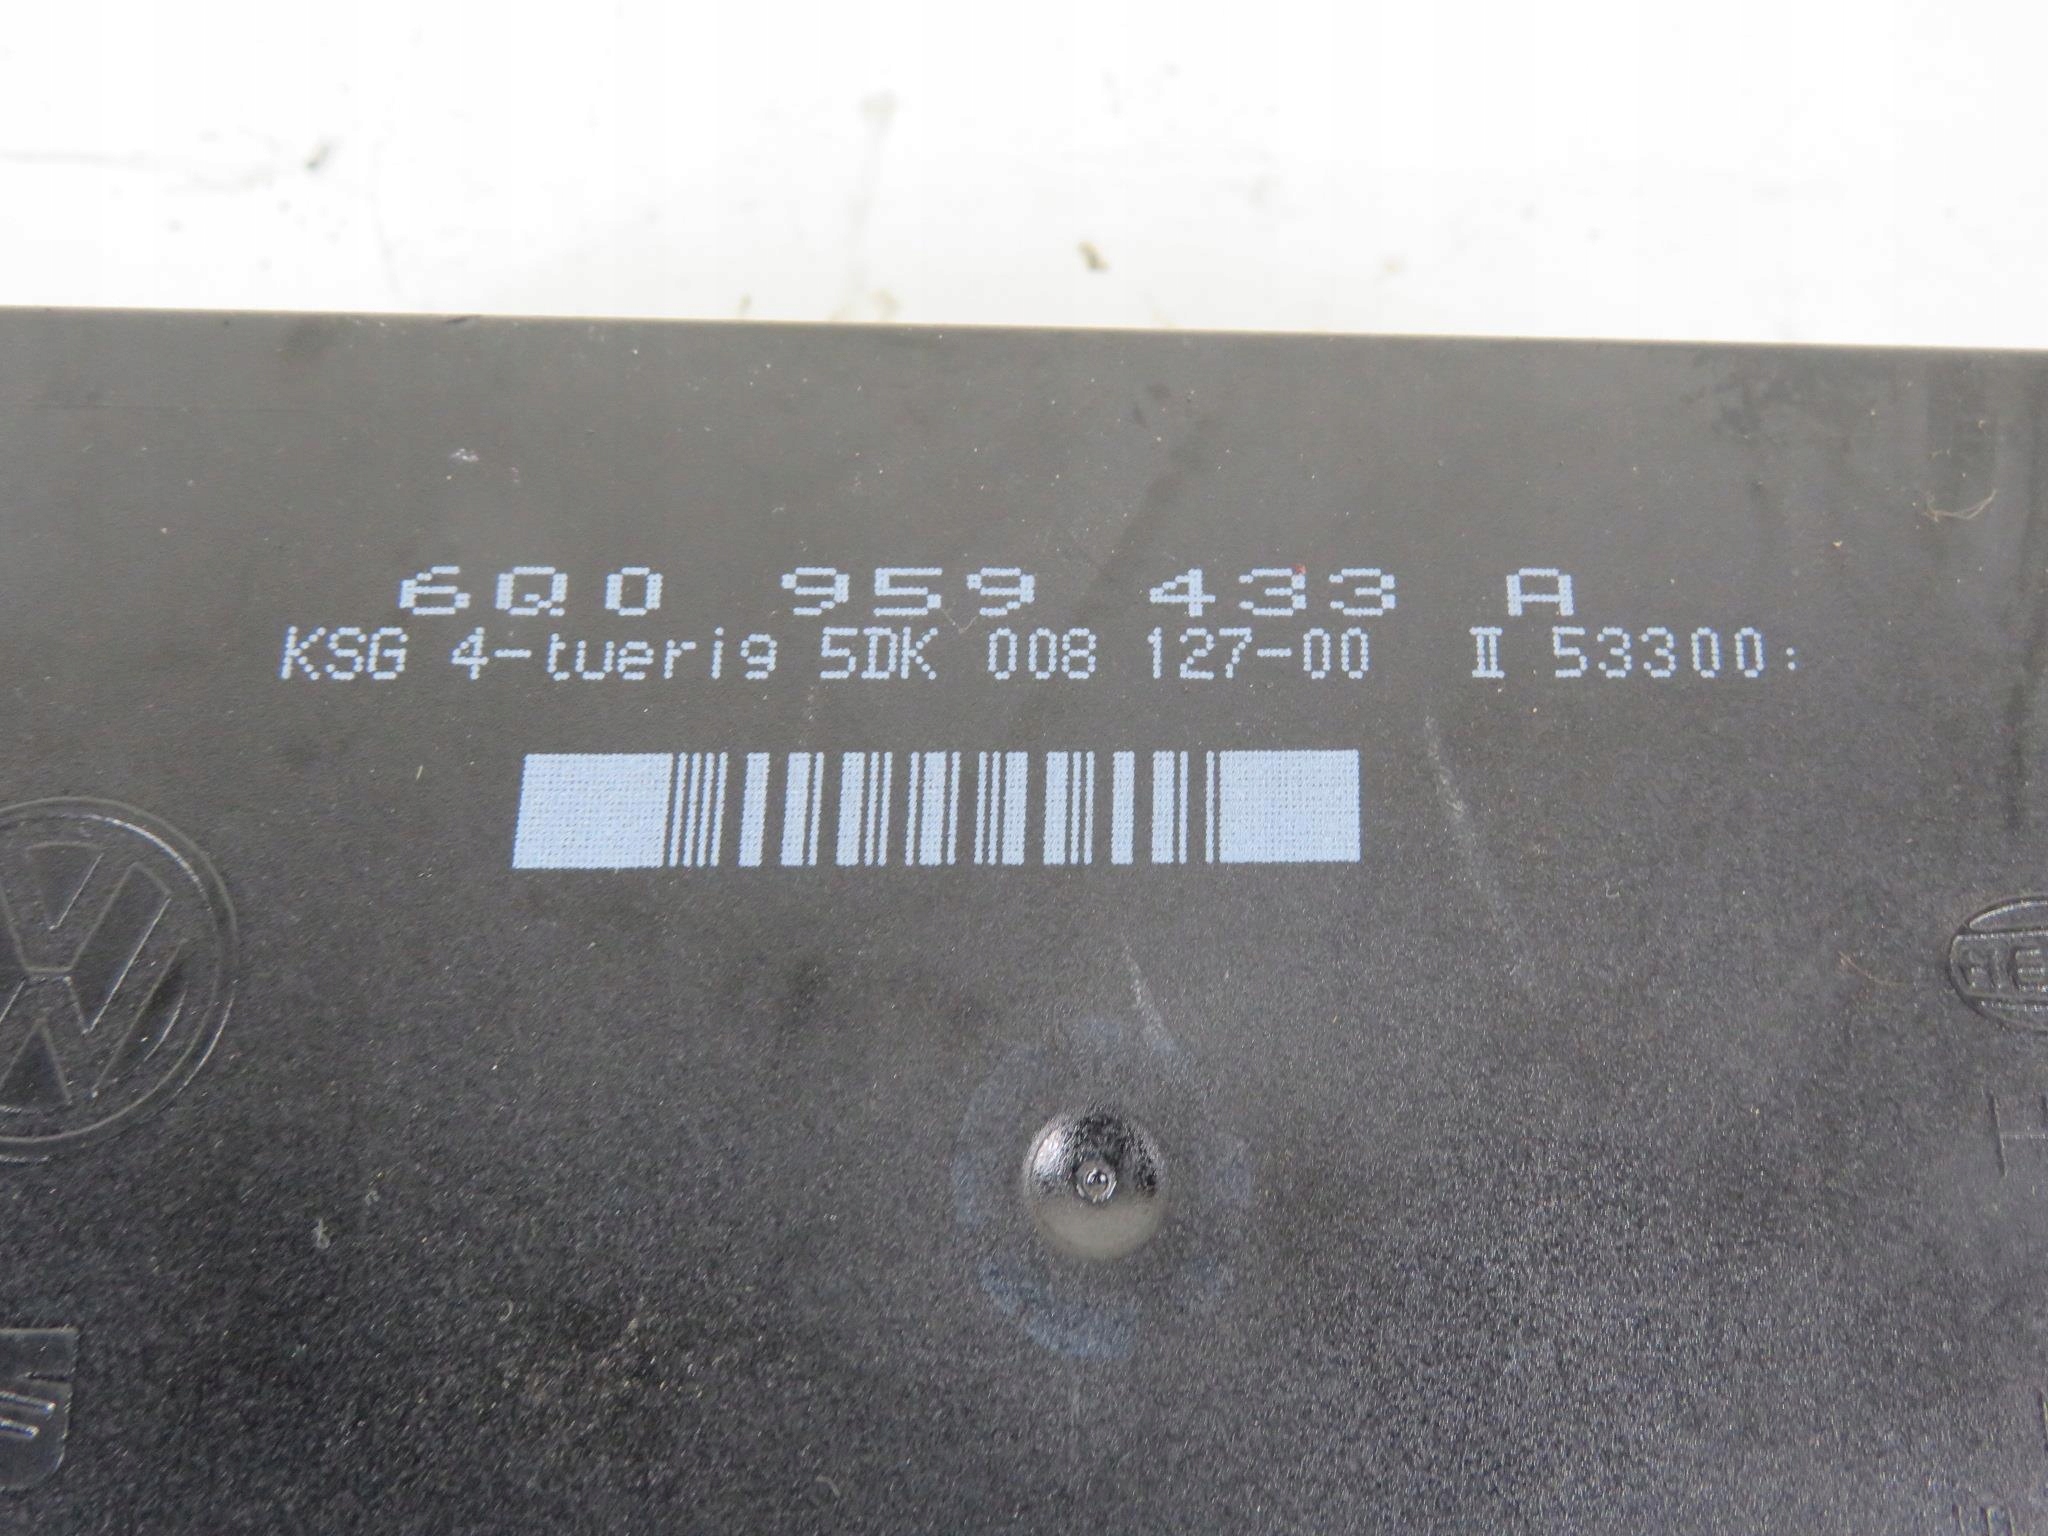 6Q0 959 433 A
KSG 4-tuerig 5DK 008 127-00 II 53300: